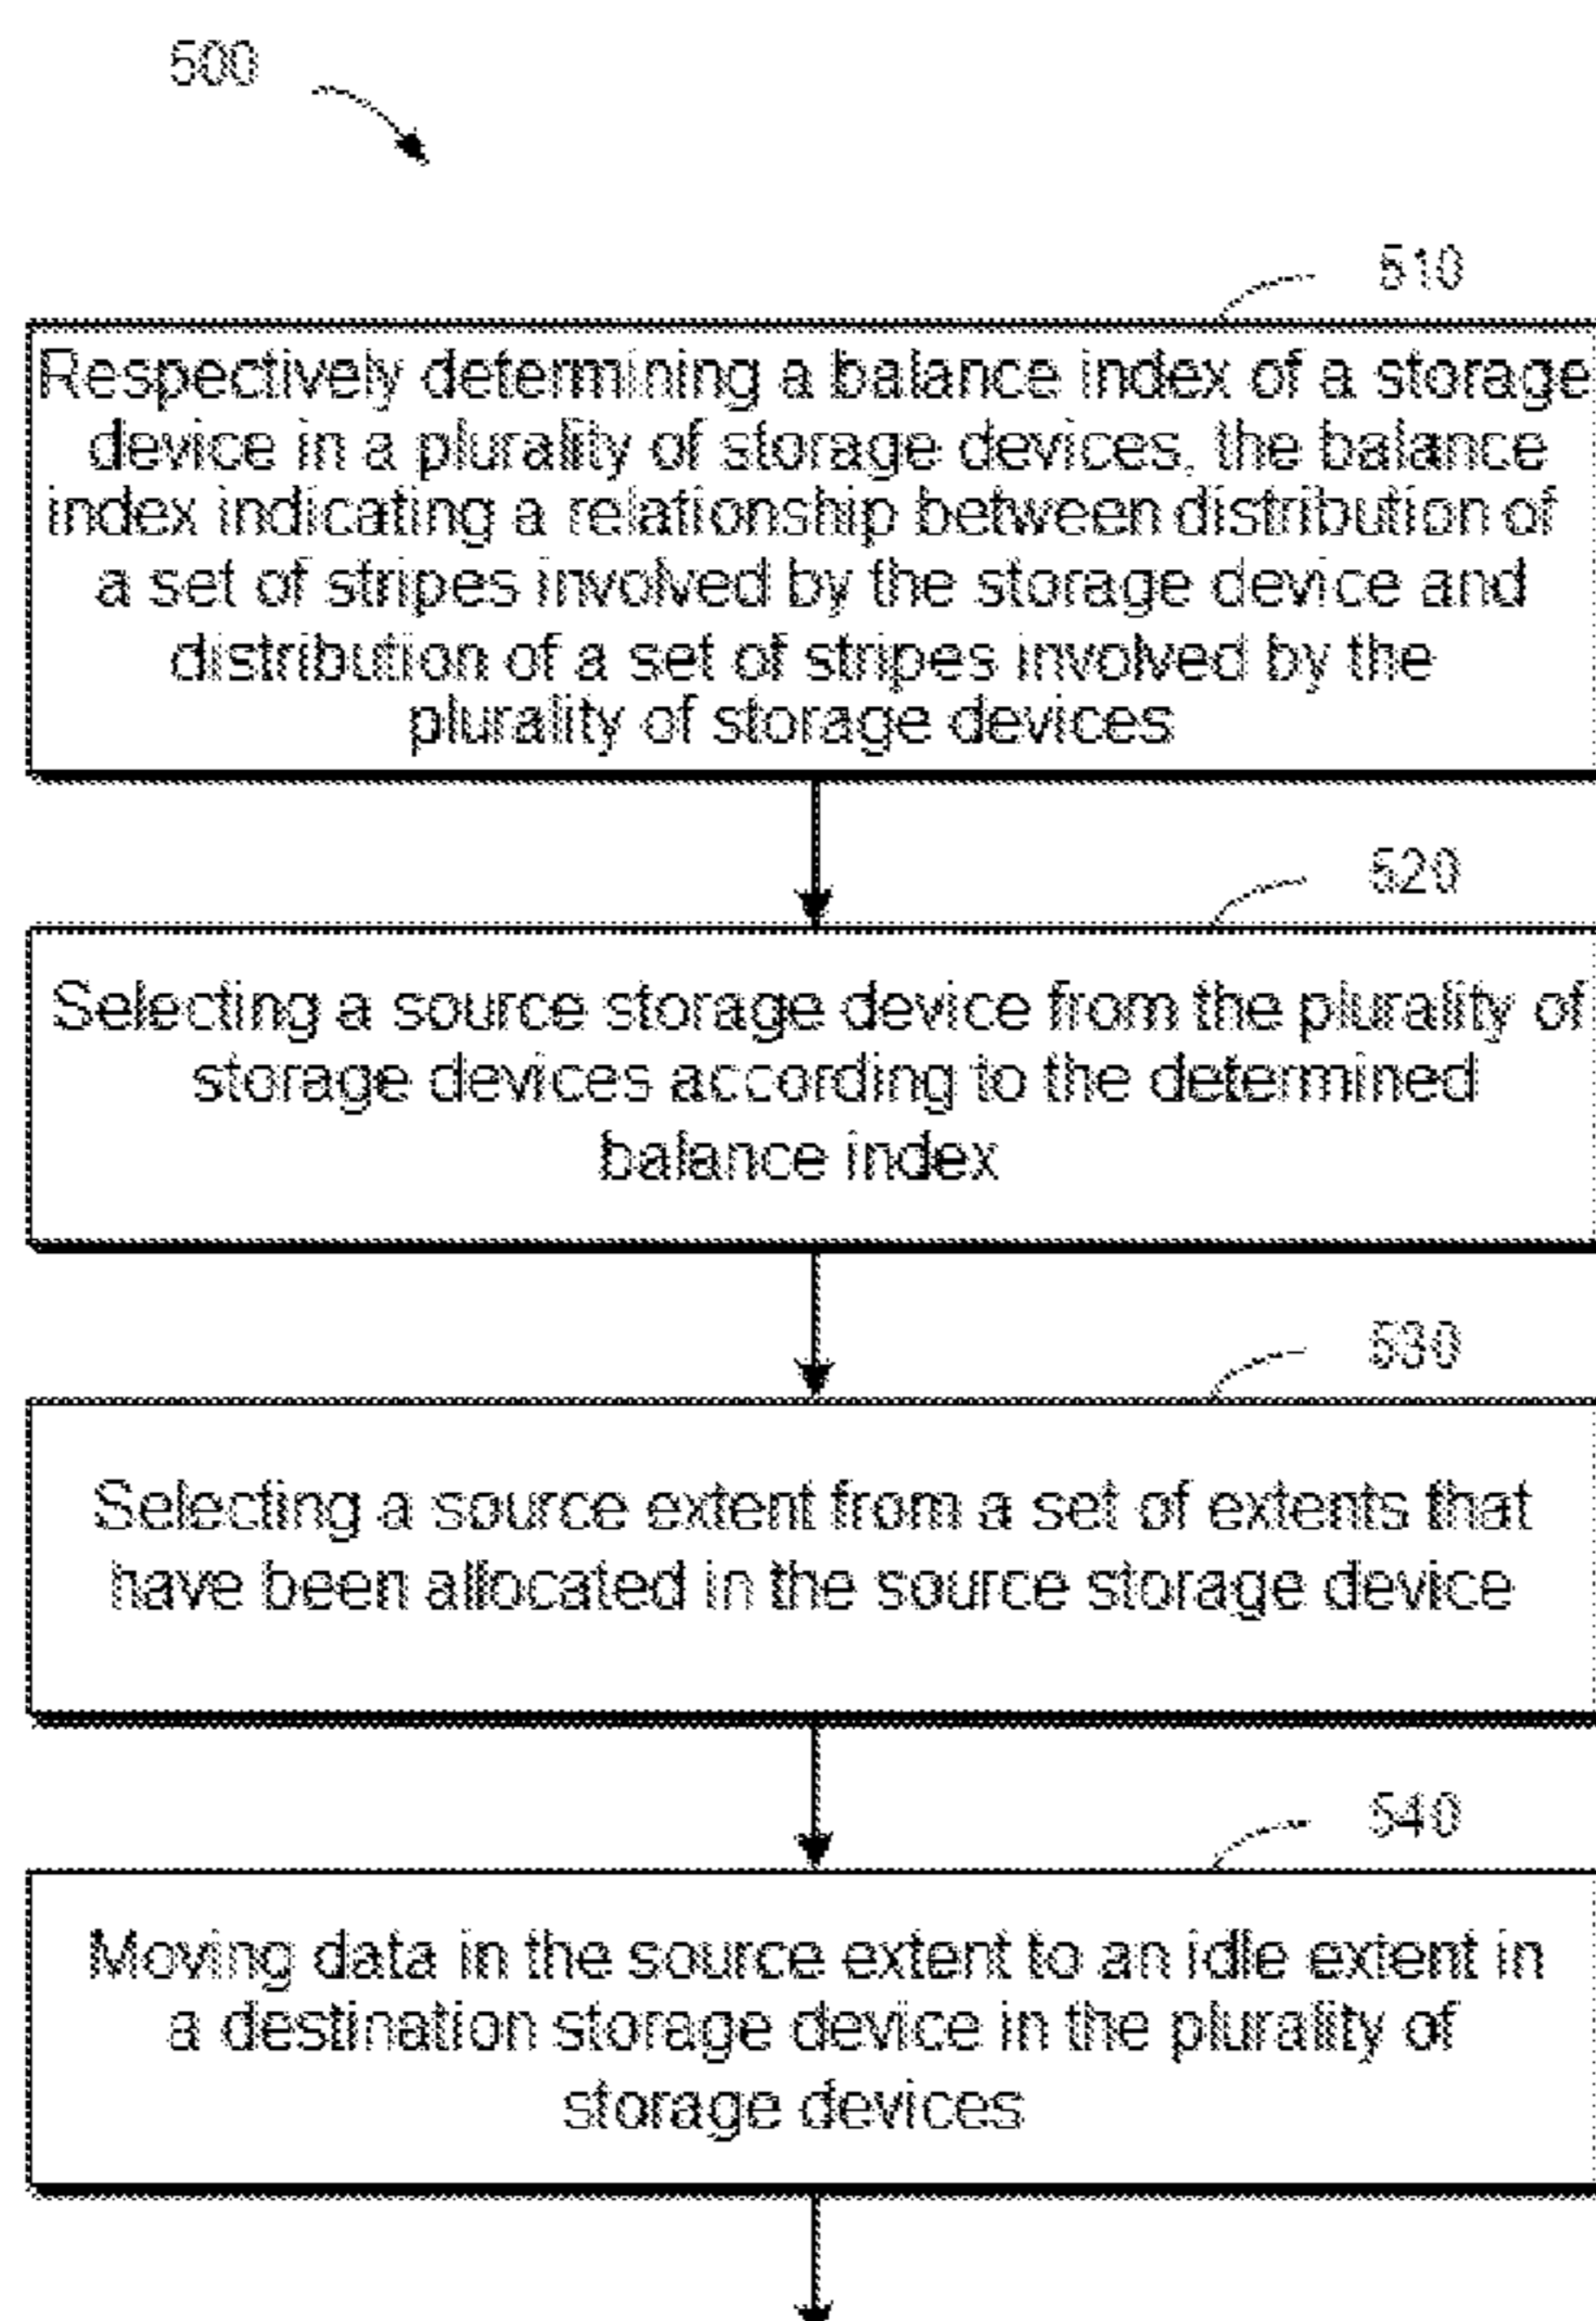 500
510
Respectively determining a balance index of a storage
device in a plurality of storage devices, the balance
index indicating a relationship between distribution of
a set of stripes involved by the storage device and
distribution of a set of stripes involved by the
plurality of storage devices
520
Selecting a source storage device from the plurality of
storage devices according to the determined
balance index
530
Selecting a source extent from a set of extents that
have been allocated in the source storage device
540
Moving data in the source extent to an idle extent in
a destination storage device in the plurality of
storage devices